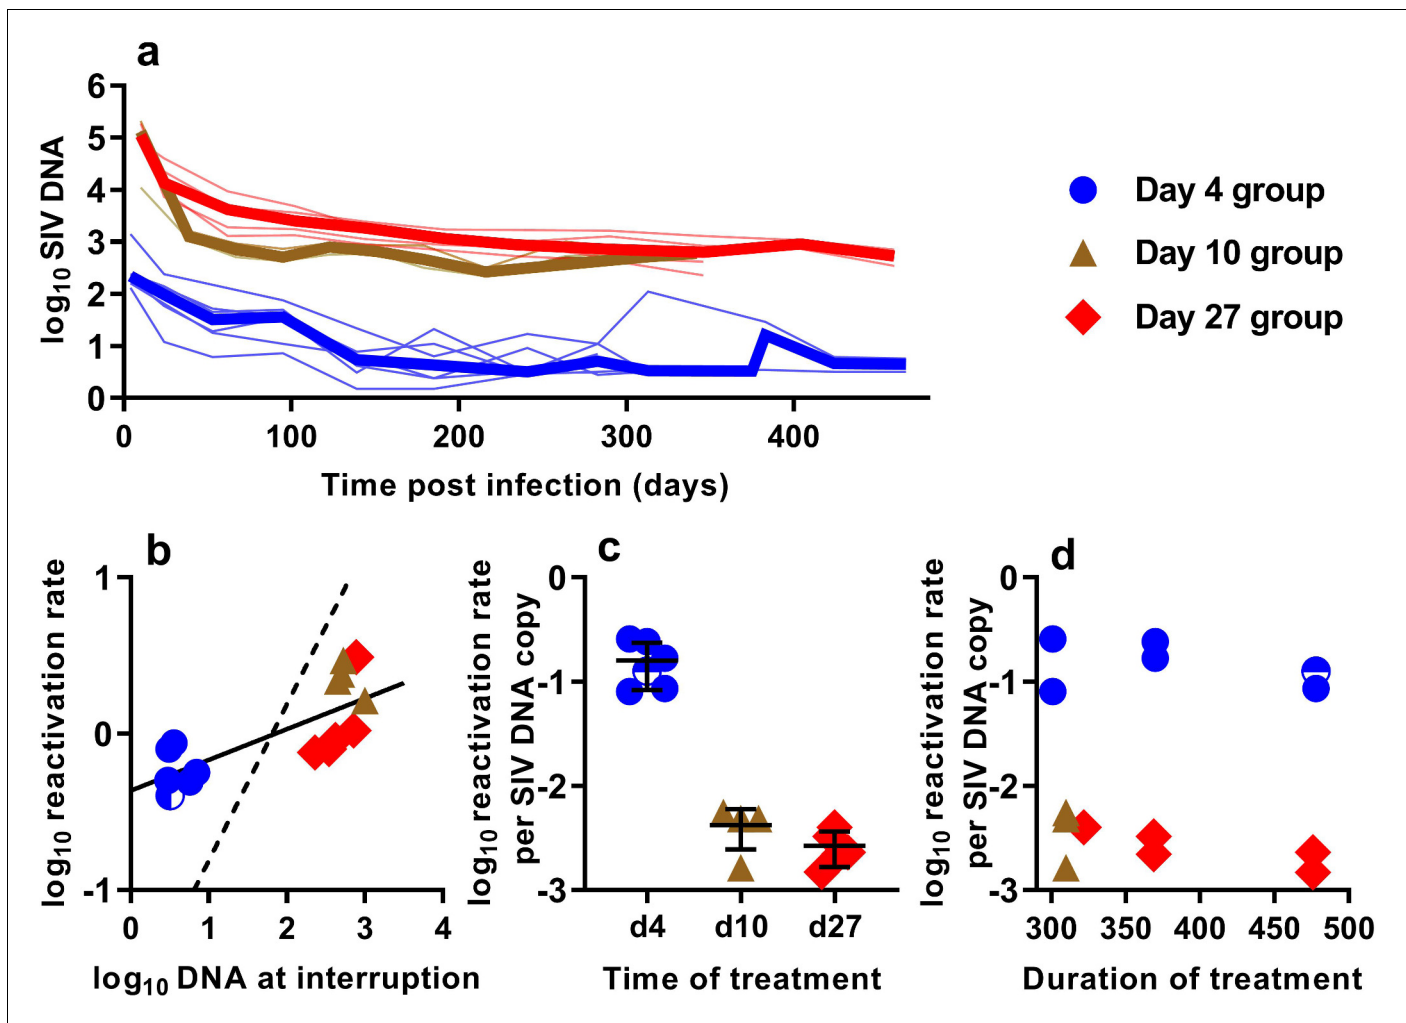 a
6
5
4
3
2
1
0
log10 SIV DNA
0 100 200 300 400
Time post infection (days)
Day 4 group
Day 10 group
Day 27 group
b
1
0
-1
log10 reactivation rate
0 1 2 3 4
log10 DNA at interruption
c
0
-1
-2
-3
log10 reactivation rate
per SIV DNA copy
d4 d10 d27
Time of treatment
d
0
-1
-2
-3
log10 reactivation rate
per SIV DNA copy
300 350 400 450 500
Duration of treatment